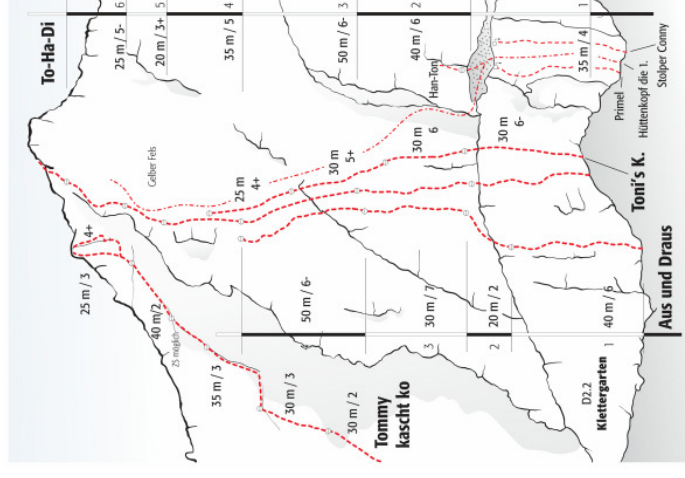 To-Ha-Di
6
25 m / 5-
5
20 m / 3+
4
35 m / 5
3
50 m / 6-
2
40 m / 6
1
35 m / 4
Han-Toni
Gelber Fels
4+
25 m / 3
40 m/2
ZS möglich
35 m / 3
30 m / 3
30 m / 2
Tommy
kascht ko
25 m
4+
30 m
5+
30 m
6
30 m
6-
50 m / 6-
30 m / 7
3
20 m / 2
2
40 m / 6
1
D2.2
Klettergarten
Aus und Draus
Toni's K.
Primel
Hüttenkopf die 1.
Stolper Conny